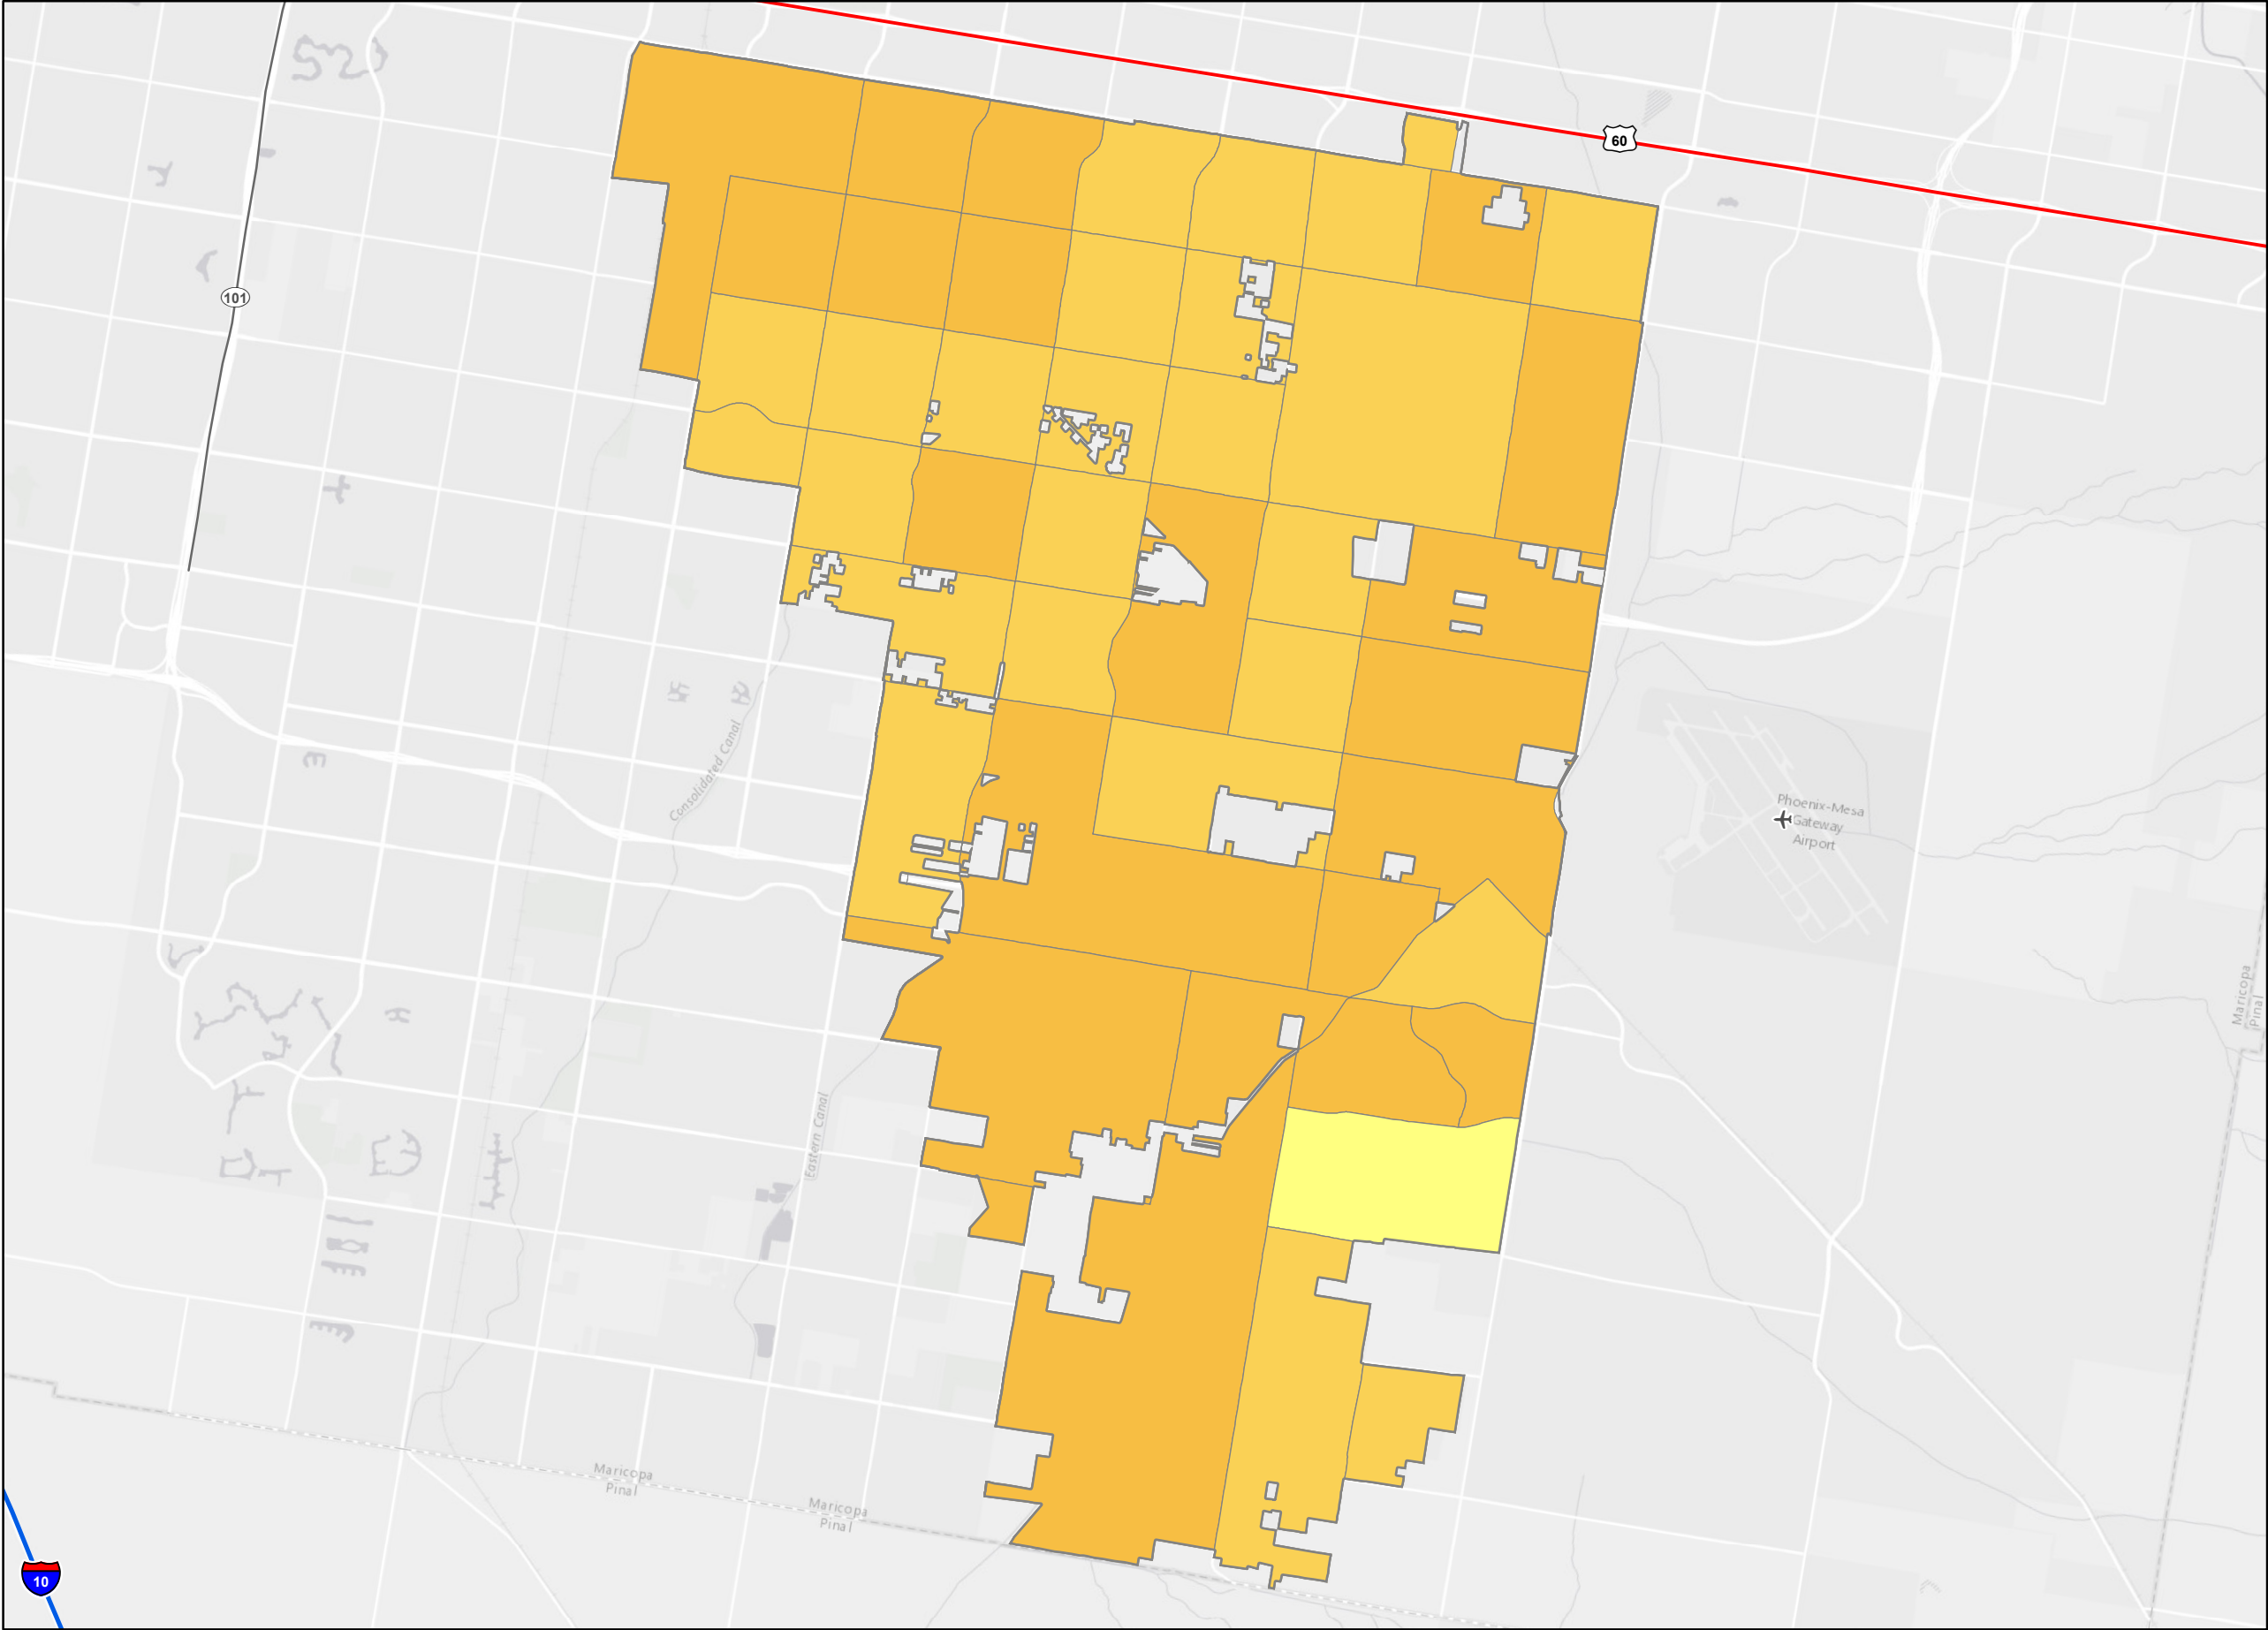 60
101
Consolidated Canal
Phoenix-Mesa
Gateway
Airport
Maricopa
Pinal
Eastern Canal
Maricopa
Pinal
Maricopa
Pinal
10